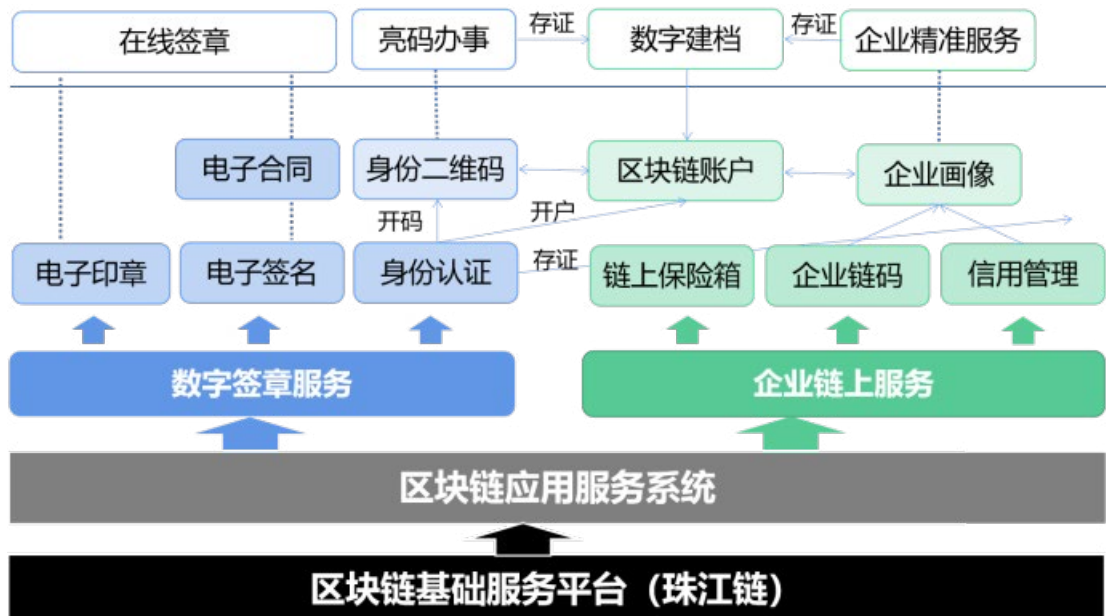 在线签章
亮码办事
存证
数字建档
存证
企业精准服务
电子合同
身份二维码
区块链账户
企业画像
开码
开户
电子印章
电子签名
身份认证
存证
链上保险箱
企业链码
信用管理
数字签章服务
企业链上服务
区块链应用服务系统
区块链基础服务平台（珠江链）